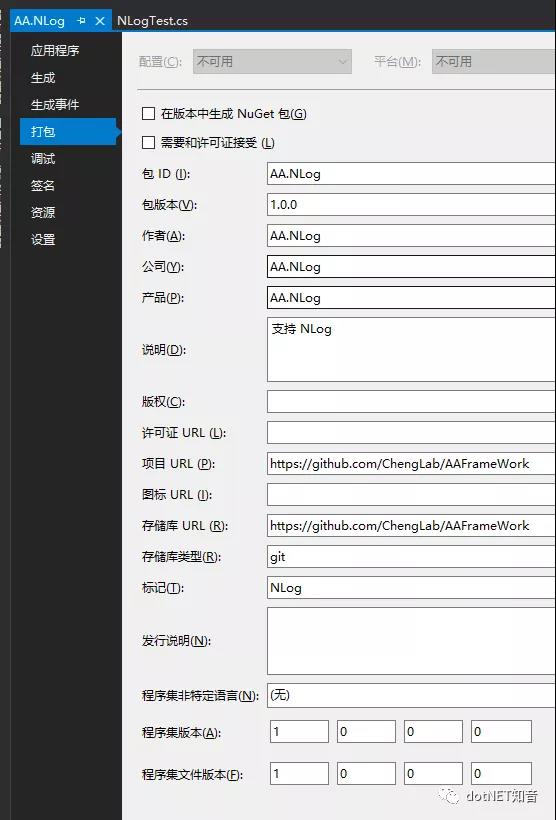 AA.NLog
NLogTest.cs
应用程序
生成
生成事件
打包
调试
签名
资源
设置
配置(C): 不可用 平台(M): 不可用
在版本中生成 NuGet 包(G)
需要和许可证接受 (L)
包 ID (I): AA.NLog
包版本(V): 1.0.0
作者(A): AA.NLog
公司(Y): AA.NLog
产品(P): AA.NLog
说明(D): 支持 NLog
版权(C):
许可证 URL (L):
项目 URL (P): https://github.com/ChengLab/AAFrameWork
图标 URL (I):
存储库 URL (R): https://github.com/ChengLab/AAFrameWork
存储库类型(R): git
标记(T): NLog
发行说明(N):
程序集非特定语言(N): (无)
程序集版本(A): 1 0 0 0
程序集文件版本(F): 1 0 0 0
dotNET知音